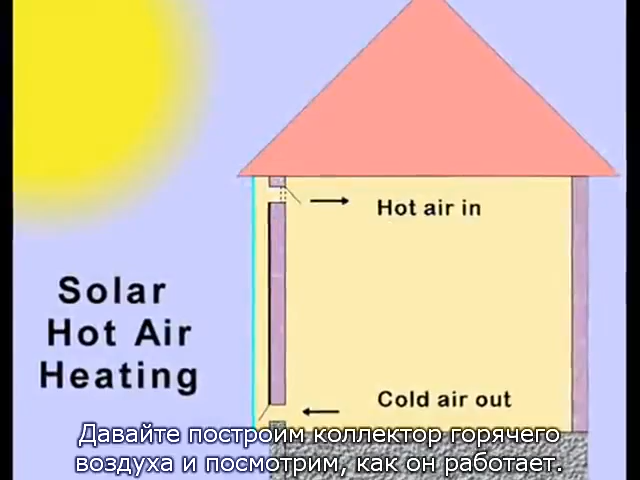 Hot air in
Solar
Hot Air
Heating
Cold air out
Давайте построим коллектор горячего
воздуха и посмотрим, как он работает.